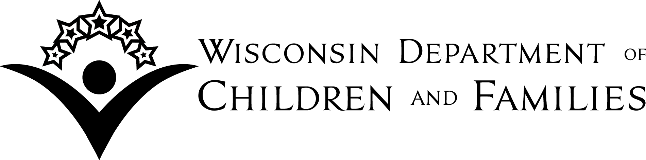 Wisconsin Department of
Children and Families